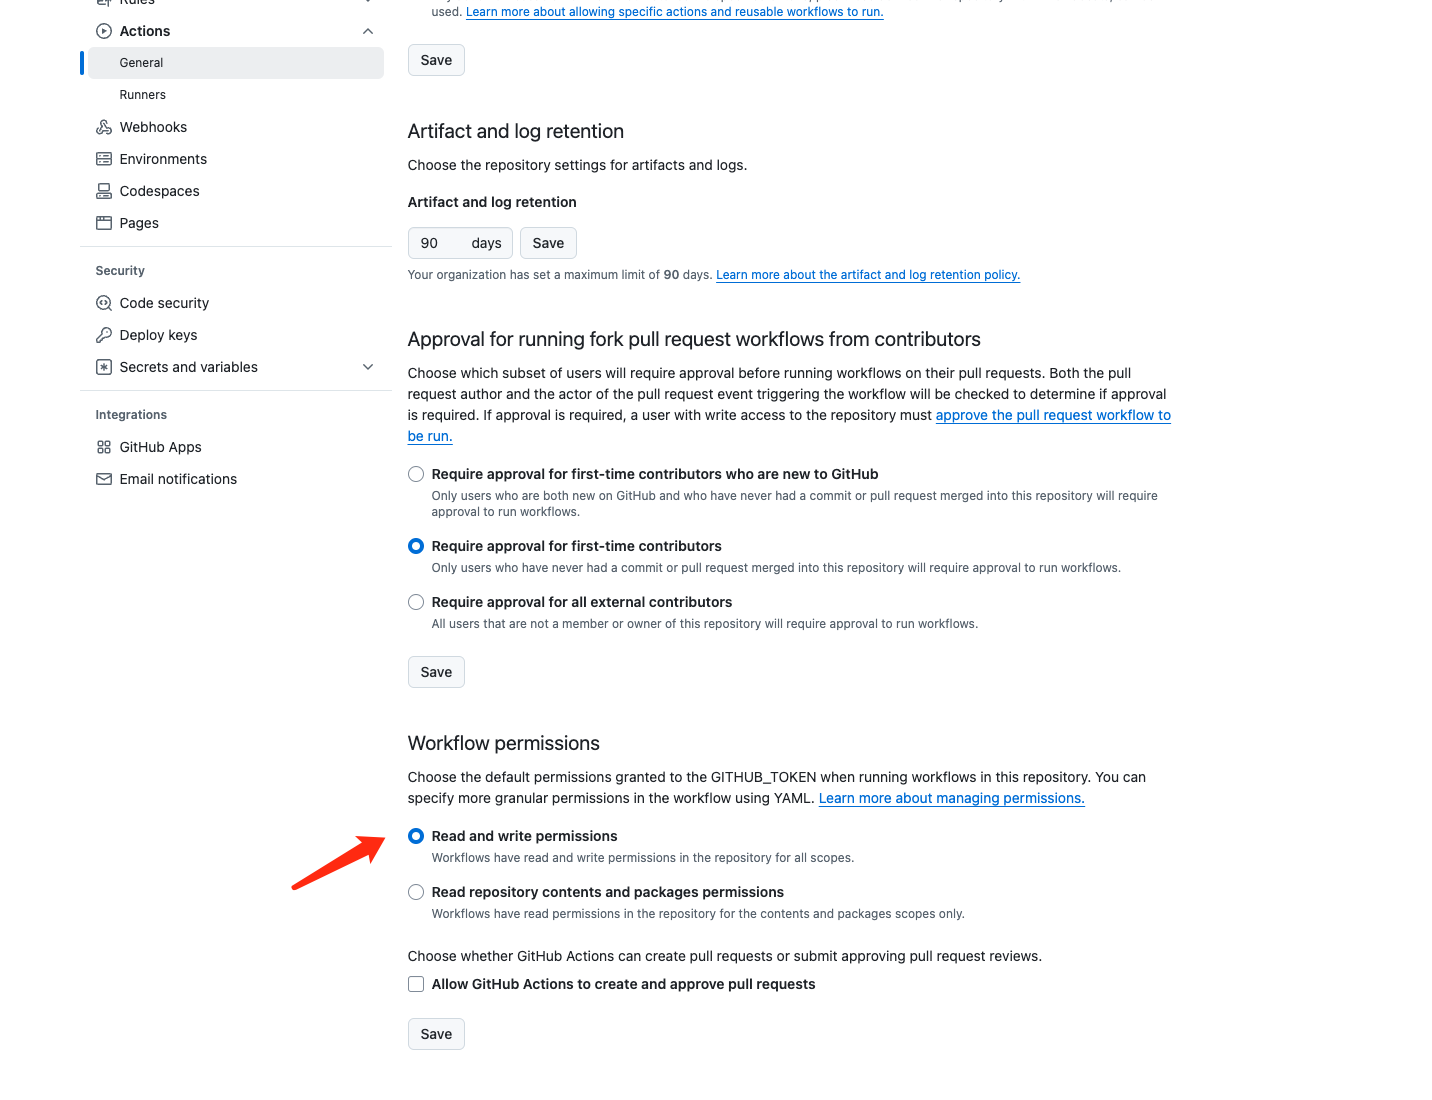 Rules
Actions
General
Runners
Webhooks
Environments
Codespaces
Pages
Security
Code security
Deploy keys
Secrets and variables
Integrations
GitHub Apps
Email notifications
used. Learn more about allowing specific actions and reusable workflows to run.
Save
Artifact and log retention
Choose the repository settings for artifacts and logs.
Artifact and log retention
90 days Save
Your organization has set a maximum limit of 90 days. Learn more about the artifact and log retention policy.
Approval for running fork pull request workflows from contributors
Choose which subset of users will require approval before running workflows on their pull requests. Both the pull
request author and the actor of the pull request event triggering the workflow will be checked to determine if approval
is required. If approval is required, a user with write access to the repository must approve the pull request workflow to
be run.
Require approval for first-time contributors who are new to GitHub
Only users who are both new on GitHub and who have never had a commit or pull request merged into this repository will require
approval to run workflows.
Require approval for first-time contributors
Only users who have never had a commit or pull request merged into this repository will require approval to run workflows.
Require approval for all external contributors
All users that are not a member or owner of this repository will require approval to run workflows.
Save
Workflow permissions
Choose the default permissions granted to the GITHUB_TOKEN when running workflows in this repository. You can
specify more granular permissions in the workflow using YAML. Learn more about managing permissions.
Read and write permissions
Workflows have read and write permissions in the repository for all scopes.
Read repository contents and packages permissions
Workflows have read permissions in the repository for the contents and packages scopes only.
Choose whether GitHub Actions can create pull requests or submit approving pull request reviews.
Allow GitHub Actions to create and approve pull requests
Save